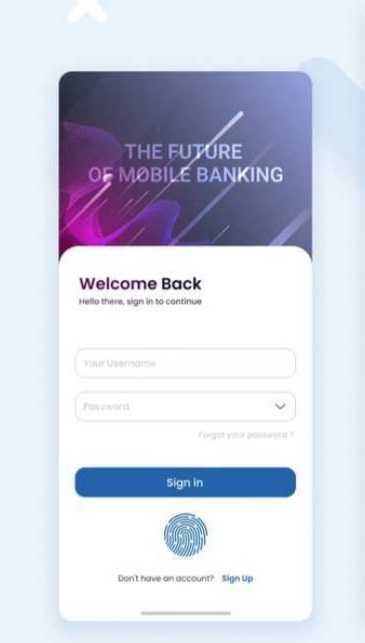 THE FUTURE
OF MOBILE BANKING
Welcome Back
Hello there, sign in to continue
Your Username
Password
Forgot your password ?
Sign in
Don't have an account? Sign Up